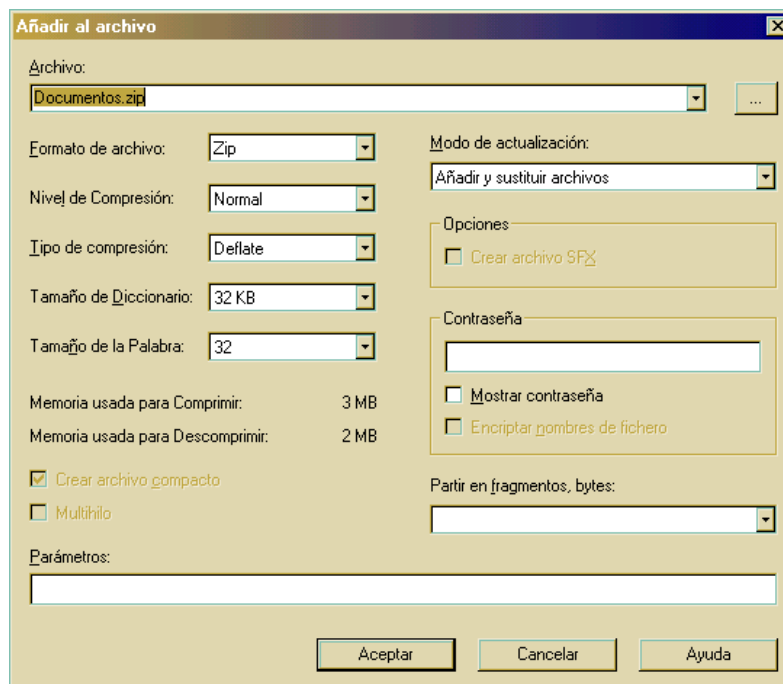 Añadir al archivo
Archivo:
Documentos.zip
...
Formato de archivo: Zip
Nivel de Compresión: Normal
Tipo de compresión: Deflate
Tamaño de Diccionario: 32 KB
Tamaño de la Palabra: 32
Memoria usada para Comprimir: 3 MB
Memoria usada para Descomprimir: 2 MB
Crear archivo compacto
Multihilo
Modo de actualización:
Añadir y sustituir archivos
Opciones
Crear archivo SFX
Contraseña
Mostrar contraseña
Encriptar nombres de fichero
Partir en fragmentos, bytes:
Parámetros:
Aceptar Cancelar Ayuda